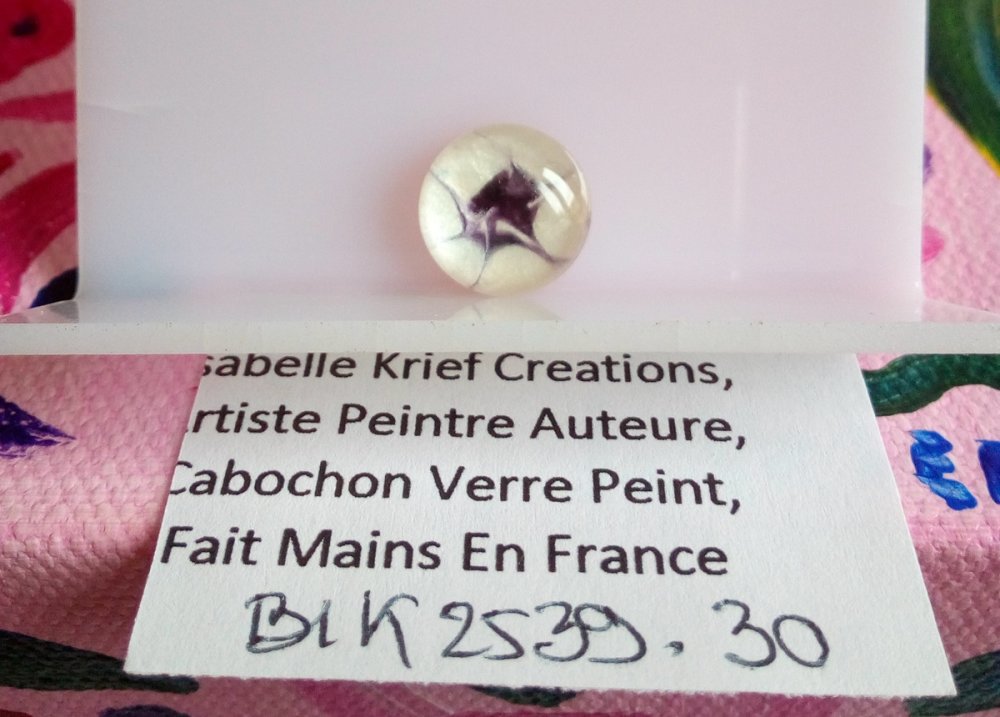 sabelle Krief Creations,
rtiste Peintre Auteure,
Cabochon Verre Peint,
Fait Mains En France
BIK 2539.30